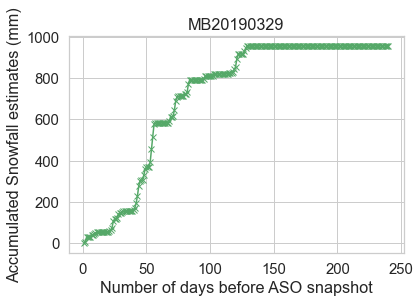 MB20190329
Accumulated Snowfall estimates (mm)
1000
800
600
400
200
0
0 50 100 150 200 250
Number of days before ASO snapshot